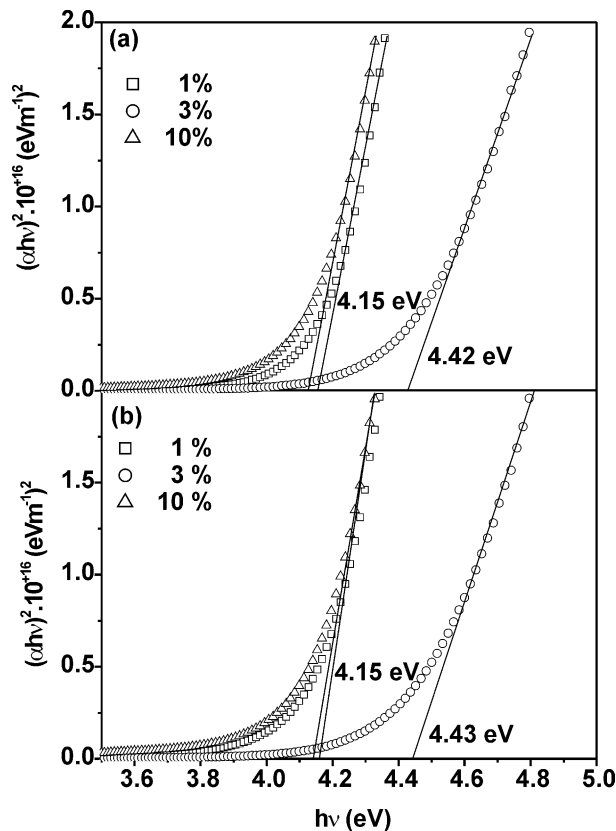 (a)
□ 1%
○ 3%
△ 10%
4.15 eV
4.42 eV
2.0
1.5
1.0
0.5
0.0
(αhν)².10⁺¹⁶ (eVm⁻¹)²
(b)
□ 1 %
○ 3 %
△ 10 %
4.15 eV
4.43 eV
1.5
1.0
0.5
0.0
(αhν)².10⁺¹⁶ (eVm⁻¹)²
3.6 3.8 4.0 4.2 4.4 4.6 4.8 5.0
hν (eV)